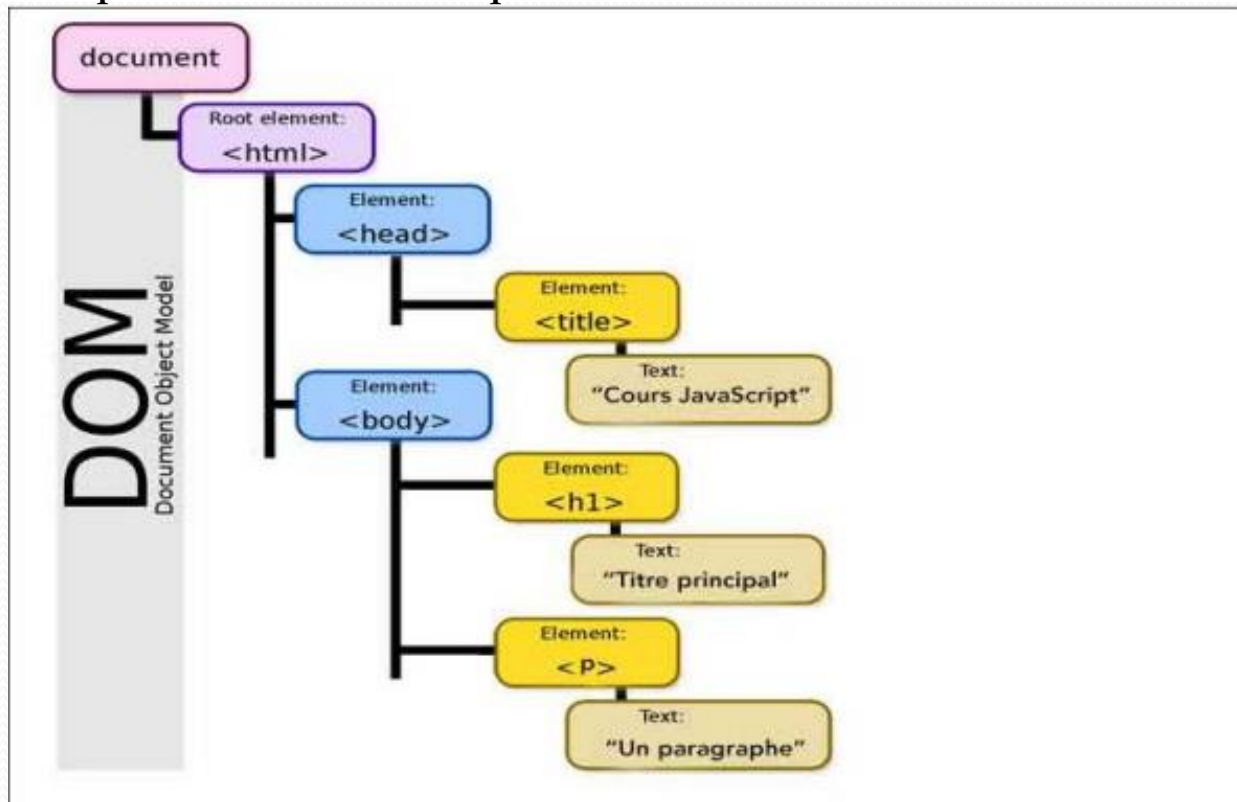 document
Root element:
<html>
Element:
<head>
Element:
<title>
Text:
“Cours JavaScript”
Element:
<body>
Element:
<h1>
Text:
“Titre principal”
Element:
<P>
Text:
“Un paragraphe”
DOM
Document Object Model